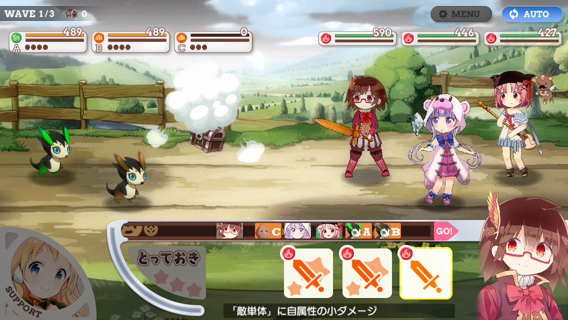 WAVE 1/3 0
MENU
AUTO
489 489 0
A B C
590 446 427
C A B GO!
とっておき
SUPPORT
「敵単体」に自属性の小ダメージ